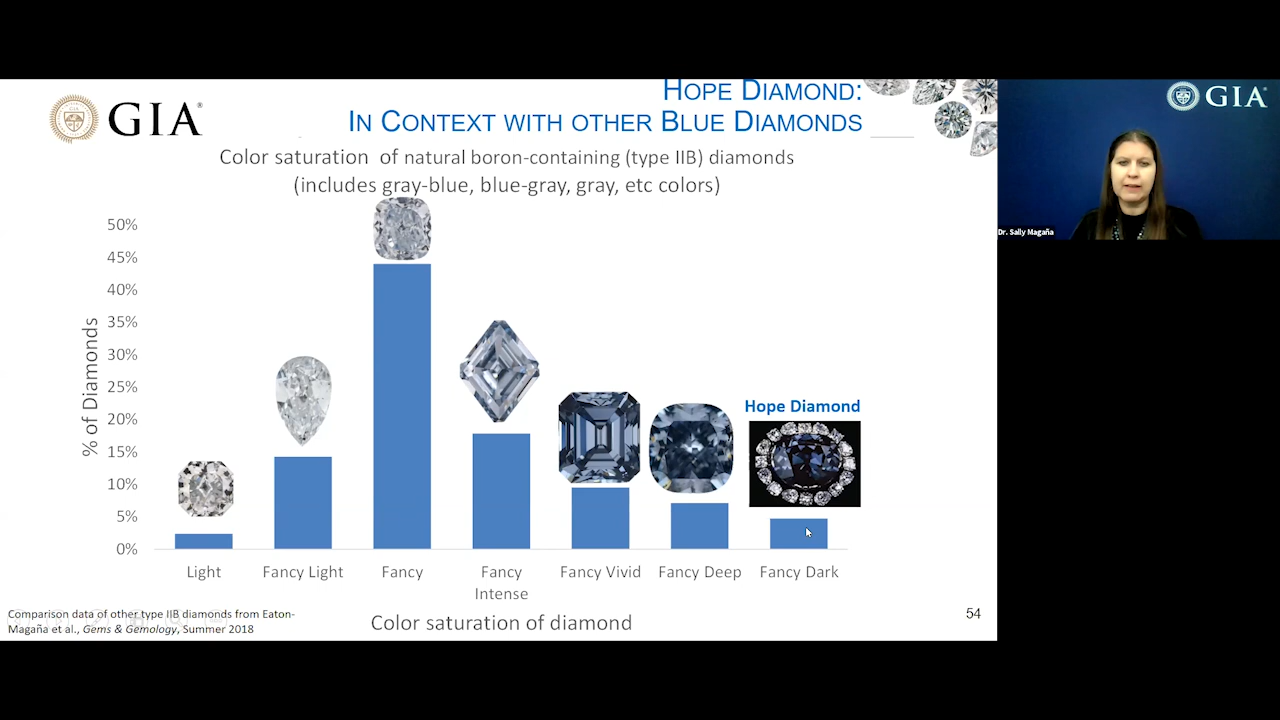 GIA®
HOPE DIAMOND:
IN CONTEXT WITH OTHER BLUE DIAMONDS
Color saturation of natural boron-containing (type IIB) diamonds
(includes gray-blue, blue-gray, gray, etc colors)
50%
45%
40%
35%
30%
25%
20%
15%
10%
5%
0%
% of Diamonds
Hope Diamond
Light
Fancy Light
Fancy
Fancy
Intense
Fancy Vivid
Fancy Deep
Fancy Dark
Color saturation of diamond
Comparison data of other type IIB diamonds from Eaton-
Magaña et al., Gems & Gemology, Summer 2018
54
GIA
Dr. Sally Magaña